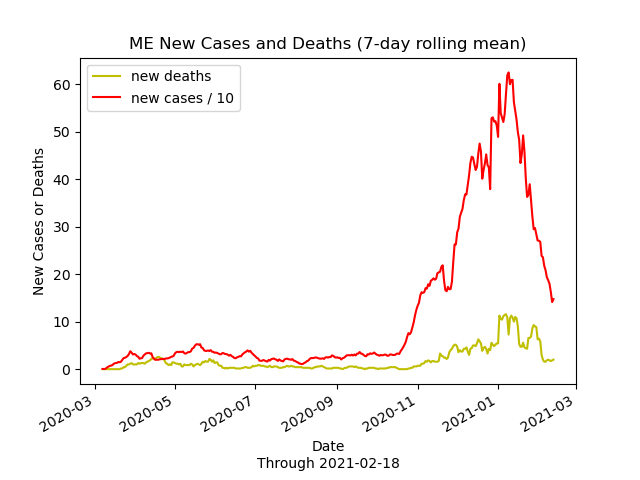 ME New Cases and Deaths (7-day rolling mean)
new deaths
new cases / 10
New Cases or Deaths
60
50
40
30
20
10
0
2020-03
2020-05
2020-07
2020-09
2020-11
2021-01
2021-03
Date
Through 2021-02-18